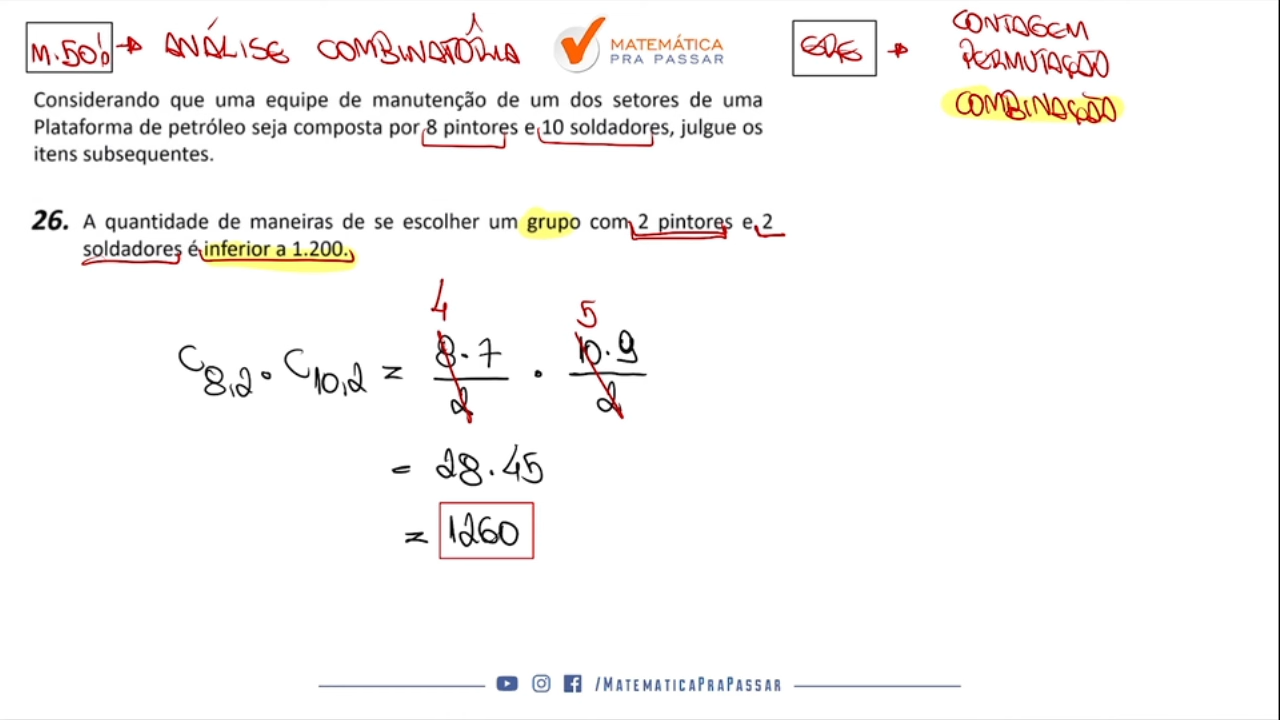 M.50% → ANÁLISE COMBINATÓRIA
MATEMÁTICA
PRA PASSAR
CONTAGEM
PERMUTAÇÃO
COMBINAÇÃO
Considerando que uma equipe de manutenção de um dos setores de uma
Plataforma de petróleo seja composta por 8 pintores e 10 soldadores, julgue os
itens subsequentes.
26. A quantidade de maneiras de se escolher um grupo com 2 pintores e 2
soldadores é inferior a 1.200.
4 5
C8,2 · C10,2 = 8·7/2 · 10·9/2
= 28·45
= 1260
/MATEMATICAPRAPASSAR